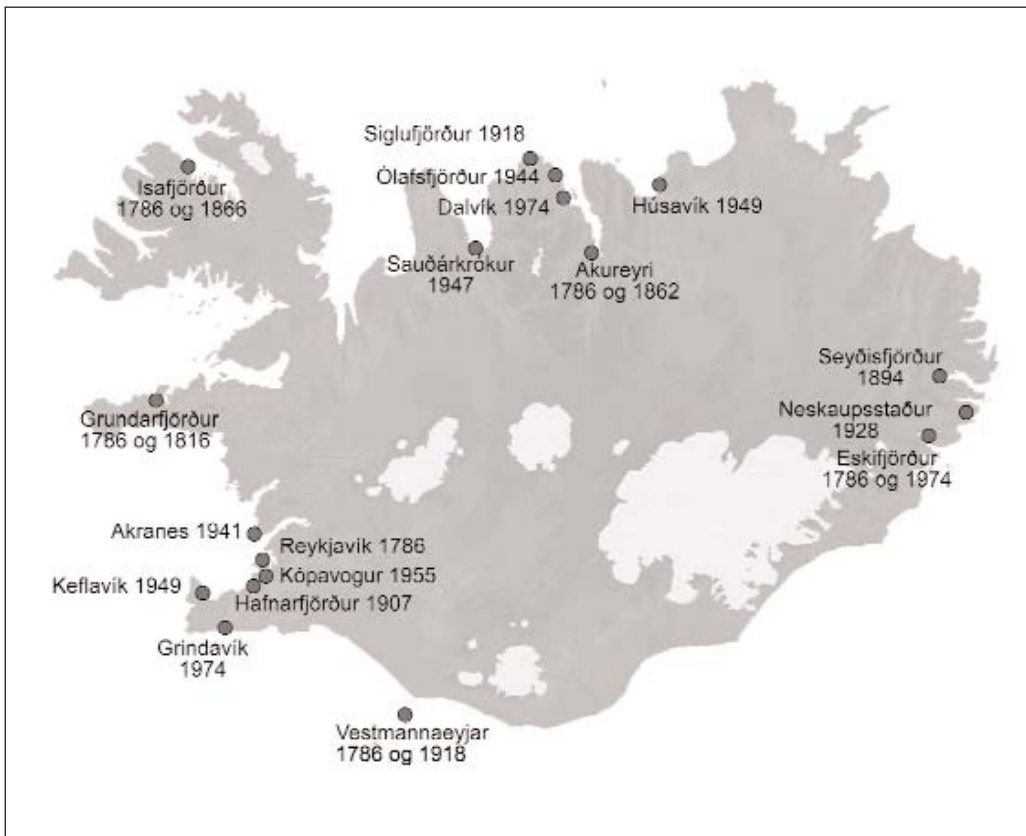 Siglufjörður 1918
Isafjörður
1786 og 1866
Ólafsfjörður 1944
Dalvík 1974
Húsavík 1949
Sauðárkrókur
1947
Akureyri
1786 og 1862
Seyðisfjörður
1894
Neskaupsstaður
1928
Eskifjörður
1786 og 1974
Grundarfjörður
1786 og 1816
Akranes 1941
Reykjavík 1786
Kópavogur 1955
Keflavík 1949
Hafnarfjörður 1907
Grindavík
1974
Vestmannaeyjar
1786 og 1918